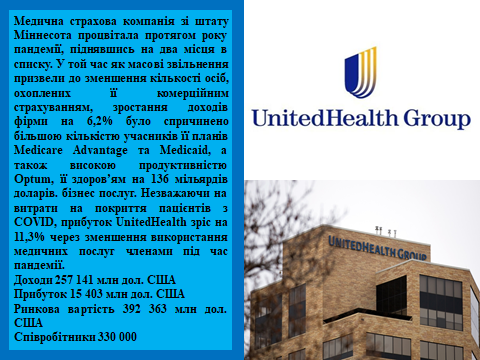 Медична страхова компанія зі штату
Міннесота процвітала протягом року
пандемії, піднявшись на два місця в
списку. У той час як масові звільнення
призвели до зменшення кількості осіб,
охоплених її комерційним
страхуванням, зростання доходів
фірми на 6,2% було спричинено
більшою кількістю учасників її планів
Medicare Advantage та Medicaid, а
також високою продуктивністю
Optum, її здоров’ям на 136 мільярдів
доларів. бізнес послуг. Незважаючи на
витрати на покриття пацієнтів з
COVID, прибуток UnitedHealth зріс на
11,3% через зменшення використання
медичних послуг членами під час
пандемії.
Доходи 257 141 млн дол. США
Прибуток 15 403 млн дол. США
Ринкова вартість 392 363 млн дол.
США
Співробітники 330 000
UnitedHealth Group
UNITEDHEALTH GROUP